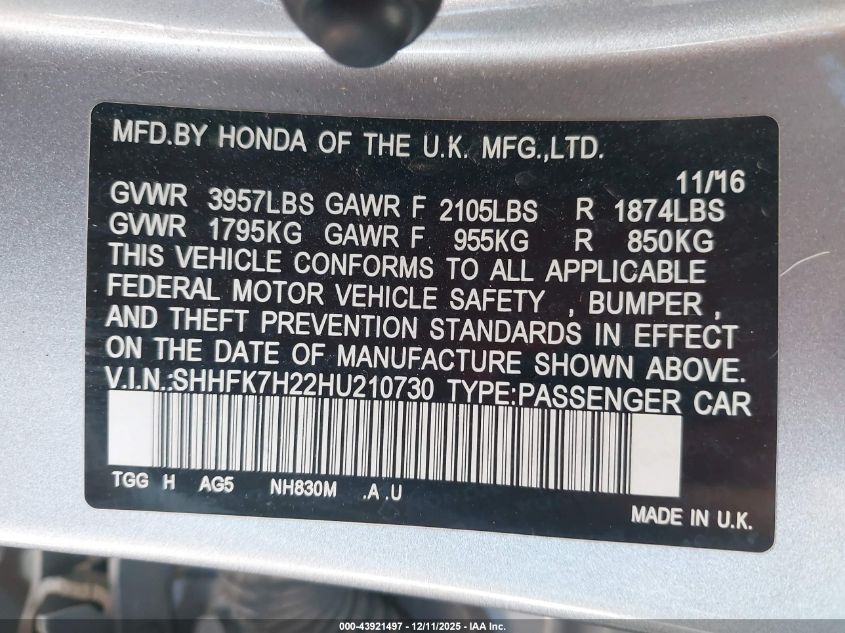 MFD.BY HONDA OF THE U.K. MFG.,LTD.
11/16
GVWR 3957LBS GAWR F 2105LBS R 1874LBS
GVWR 1795KG GAWR F 955KG R 850KG
THIS VEHICLE CONFORMS TO ALL APPLICABLE
FEDERAL MOTOR VEHICLE SAFETY , BUMPER ,
AND THEFT PREVENTION STANDARDS IN EFFECT
ON THE DATE OF MANUFACTURE SHOWN ABOVE.
V.I.N.:SHHFK7H22HU210730 TYPE:PASSENGER CAR
TGG H AG5 NH830M .A .U
MADE IN U.K.
000-43921497 - 12/11/2025 - IAA Inc.